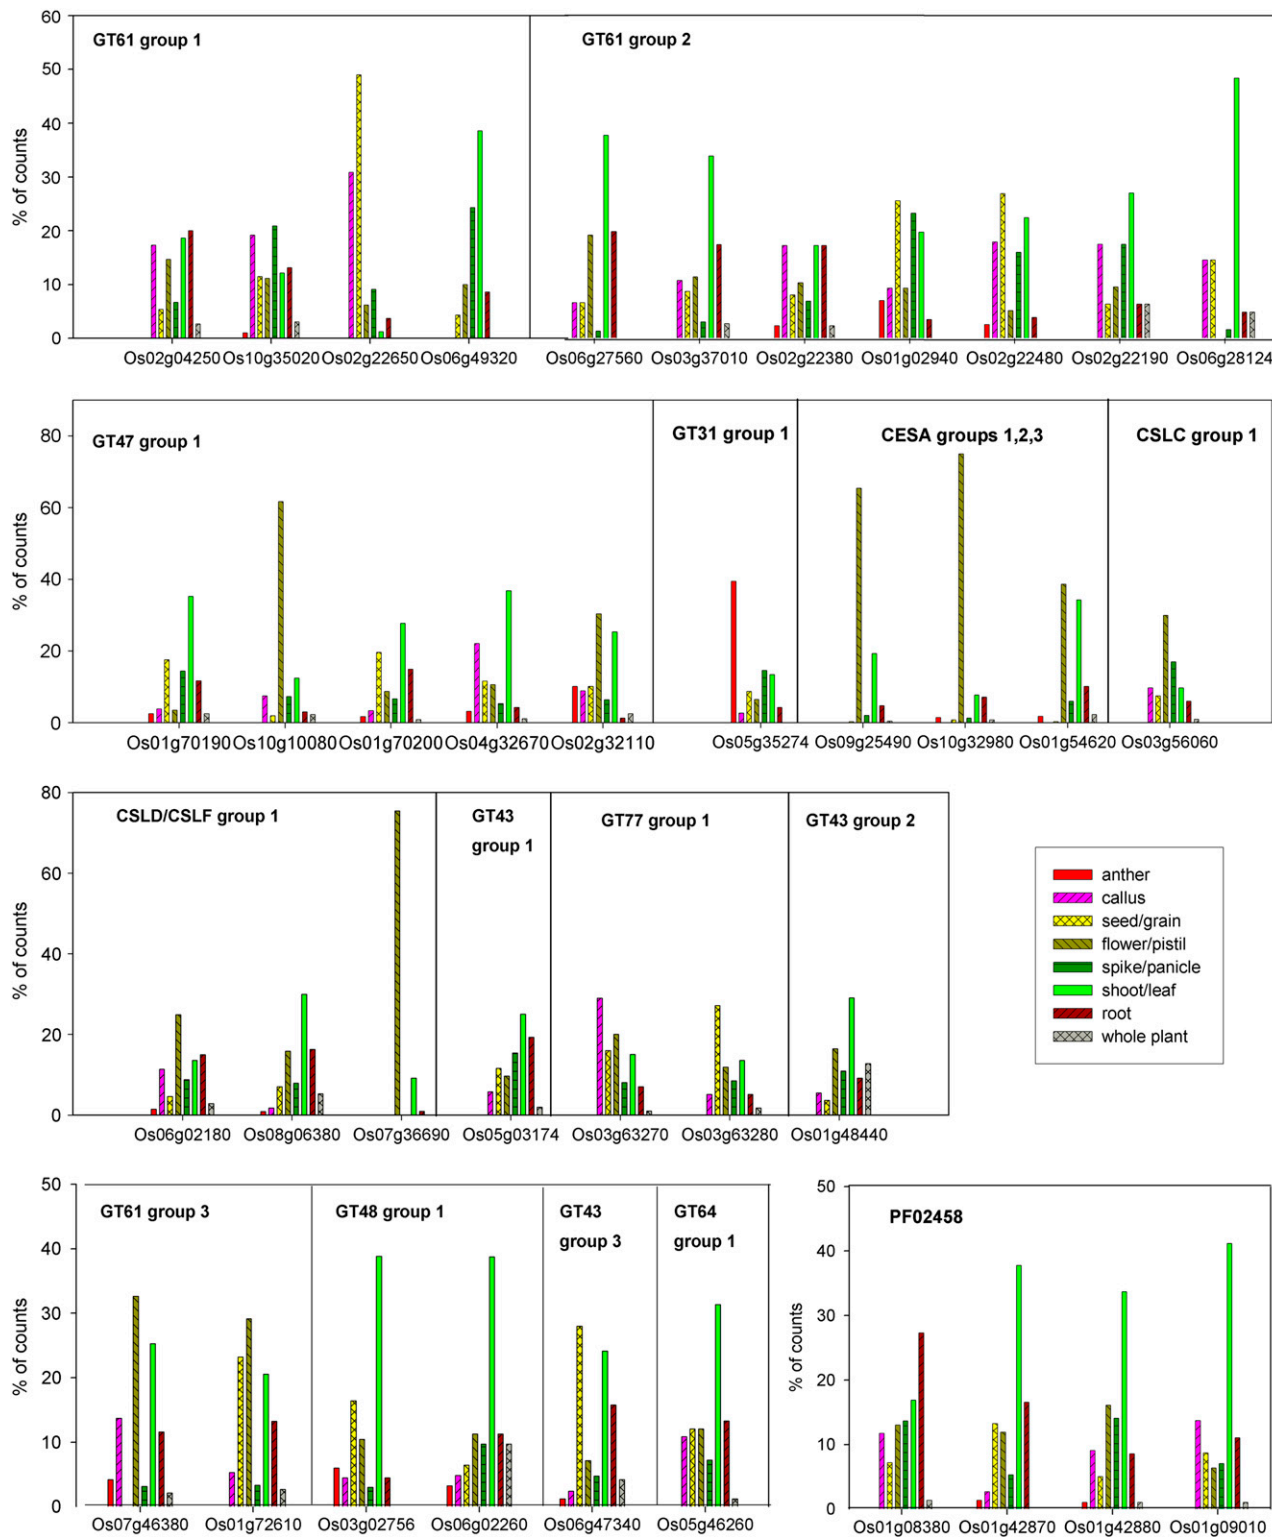 60
50
40
30
20
10
0
% of counts
GT61 group 1
GT61 group 2
Os02g04250 Os10g35020 Os02g22650 Os06g49320 Os06g27560 Os03g37010 Os02g22380 Os01g02940 Os02g22480 Os02g22190 Os06g28124
80
60
40
20
0
% of counts
GT47 group 1
GT31 group 1
CESA groups 1,2,3
CSLC group 1
Os01g70190 Os10g10080 Os01g70200 Os04g32670 Os02g32110 Os05g35274 Os09g25490 Os10g32980 Os01g54620 Os03g56060
80
60
40
20
0
% of counts
CSLD/CSLF group 1
GT43
group 1
GT77 group 1
GT43 group 2
Os06g02180 Os08g06380 Os07g36690 Os05g03174 Os03g63270 Os03g63280 Os01g48440
anther
callus
seed/grain
flower/pistil
spike/panicle
shoot/leaf
root
whole plant
50
40
30
20
10
0
% of counts
GT61 group 3
GT48 group 1
GT43
group 3
GT64
group 1
Os07g46380 Os01g72610 Os03g02756 Os06g02260 Os06g47340 Os05g46260
50
40
30
20
10
0
% of counts
PF02458
Os01g08380 Os01g42870 Os01g42880 Os01g09010